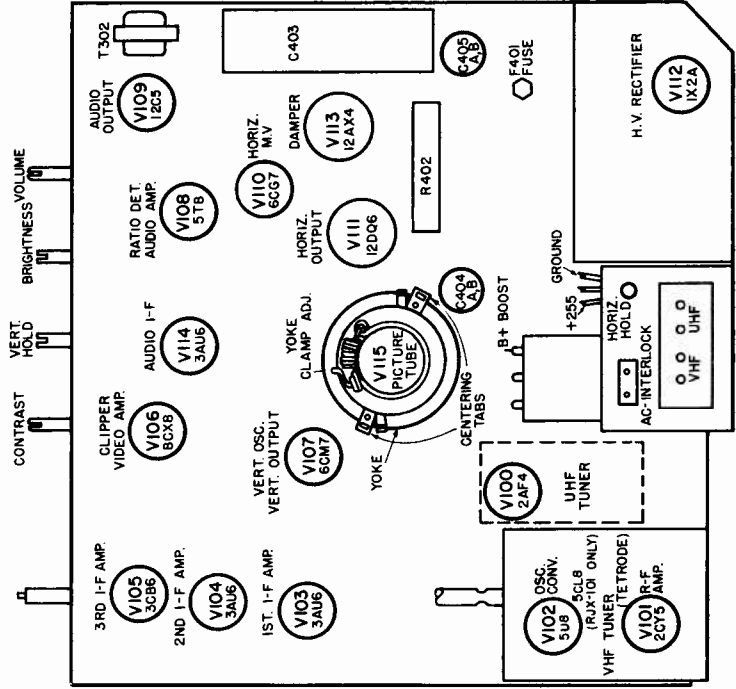 CONTRAST
VERT.
HOLD
BRIGHTNESS
VOLUME
T302
AUDIO
OUTPUT
V109
12C5
C403
RATIO DET.
AUDIO AMP.
V108
5T8
HORIZ.
M.V.
V110
6CG7
DAMPER
V113
12AX4
C405
A,B
F401
FUSE
R402
HORIZ.
OUTPUT
V111
12DQ6
H.V. RECTIFIER
V112
1X2A
AUDIO I-F
V114
3AU6
CLIPPER
VIDEO AMP.
V106
8CX8
YOKE
CLAMP ADJ.
V115
PICTURE
TUBE
C404
A,B
CENTERING
TABS
YOKE
VERT. OSC.
VERT. OUTPUT
V107
6CM7
3RD I-F AMP.
V105
3CB6
2ND I-F AMP.
V104
3AU6
1ST. I-F AMP.
V103
3AU6
B+ BOOST
+255
GROUND
HORIZ.
HOLD
AC-INTERLOCK
VHF UHF
V100
2AF4
UHF
TUNER
V102
5U8
OSC.
CONV.
5CL8
(RJX-101 ONLY)
VHF TUNER
(TETRODE)
V101
2CY5
R-F
AMP.